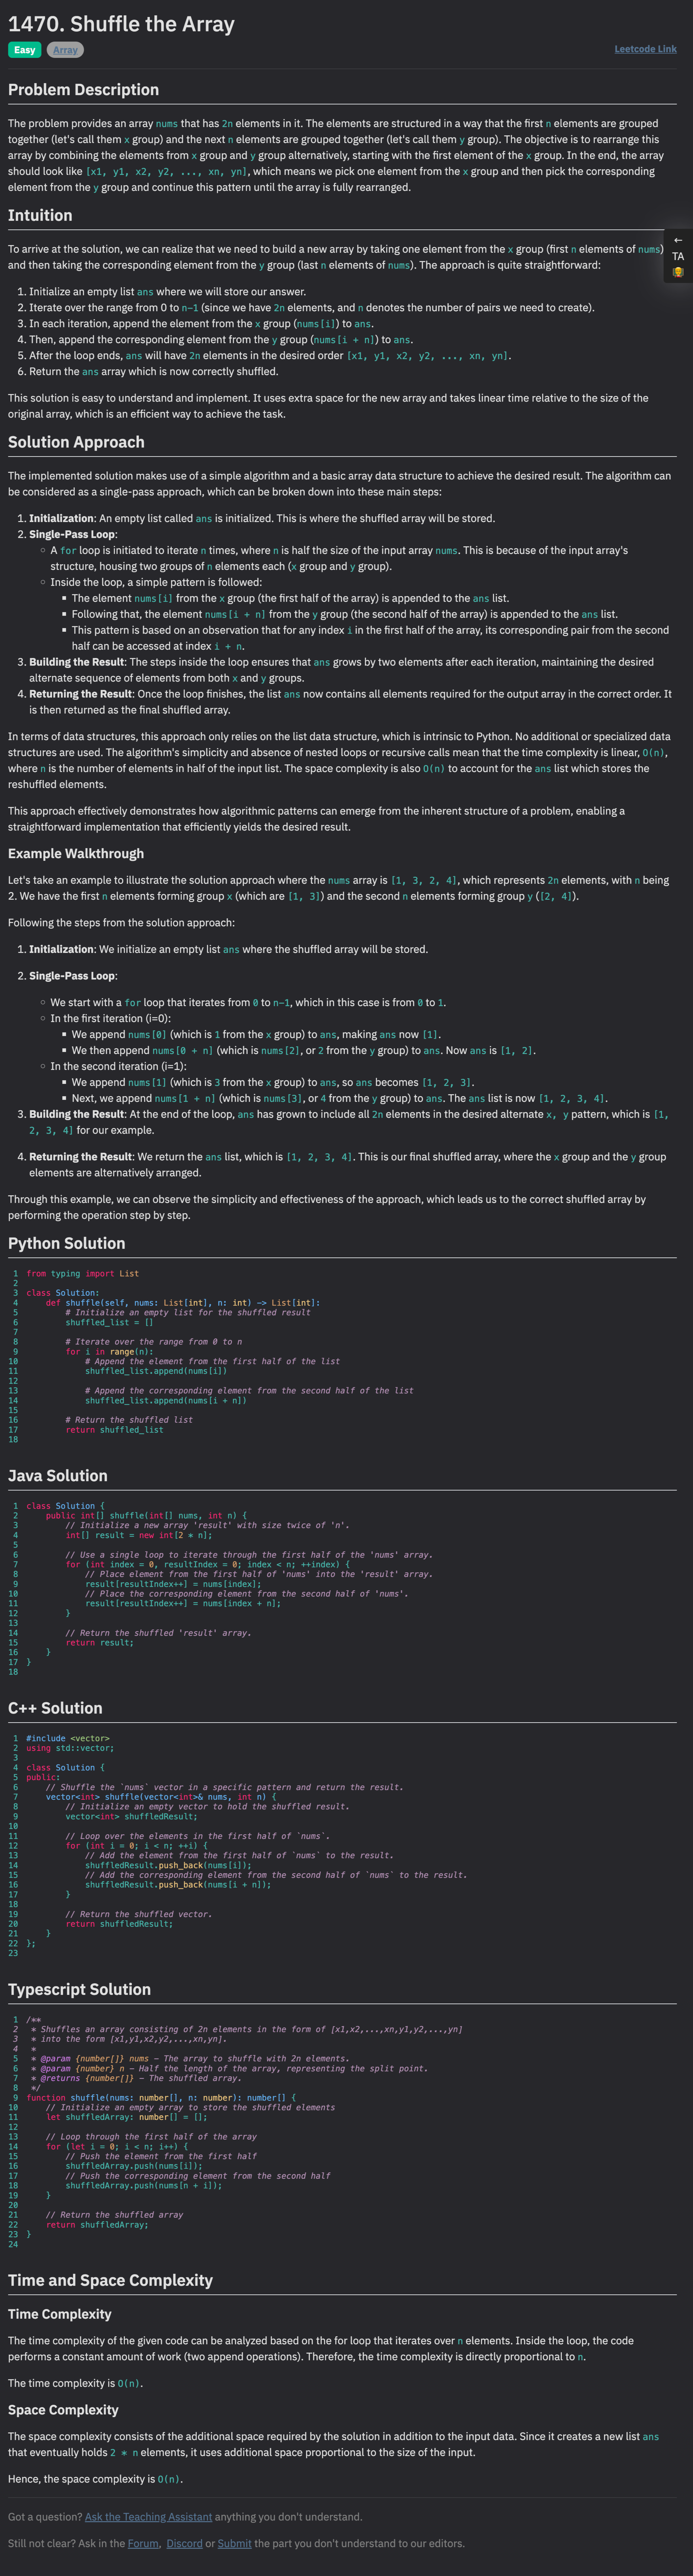 1470. Shuffle the Array
Easy Array Leetcode Link
Problem Description
The problem provides an array nums that has 2n elements in it. The elements are structured in a way that the first n elements are grouped
together (let's call them x group) and the next n elements are grouped together (let's call them y group). The objective is to rearrange this
array by combining the elements from x group and y group alternatively, starting with the first element of the x group. In the end, the array
should look like [x1, y1, x2, y2, ..., xn, yn], which means we pick one element from the x group and then pick the corresponding
element from the y group and continue this pattern until the array is fully rearranged.
Intuition
←
TA
To arrive at the solution, we can realize that we need to build a new array by taking one element from the x group (first n elements of nums)
and then taking the corresponding element from the y group (last n elements of nums). The approach is quite straightforward:
1. Initialize an empty list ans where we will store our answer.
2. Iterate over the range from 0 to n-1 (since we have 2n elements, and n denotes the number of pairs we need to create).
3. In each iteration, append the element from the x group (nums[i]) to ans.
4. Then, append the corresponding element from the y group (nums[i + n]) to ans.
5. After the loop ends, ans will have 2n elements in the desired order [x1, y1, x2, y2, ..., xn, yn].
6. Return the ans array which is now correctly shuffled.
This solution is easy to understand and implement. It uses extra space for the new array and takes linear time relative to the size of the
original array, which is an efficient way to achieve the task.
Solution Approach
The implemented solution makes use of a simple algorithm and a basic array data structure to achieve the desired result. The algorithm can
be considered as a single-pass approach, which can be broken down into these main steps:
1. Initialization: An empty list called ans is initialized. This is where the shuffled array will be stored.
2. Single-Pass Loop:
○ A for loop is initiated to iterate n times, where n is half the size of the input array nums. This is because of the input array's
structure, housing two groups of n elements each (x group and y group).
○ Inside the loop, a simple pattern is followed:
▪ The element nums[i] from the x group (the first half of the array) is appended to the ans list.
▪ Following that, the element nums[i + n] from the y group (the second half of the array) is appended to the ans list.
▪ This pattern is based on an observation that for any index i in the first half of the array, its corresponding pair from the second
half can be accessed at index i + n.
3. Building the Result: The steps inside the loop ensures that ans grows by two elements after each iteration, maintaining the desired
alternate sequence of elements from both x and y groups.
4. Returning the Result: Once the loop finishes, the list ans now contains all elements required for the output array in the correct order. It
is then returned as the final shuffled array.
In terms of data structures, this approach only relies on the list data structure, which is intrinsic to Python. No additional or specialized data
structures are used. The algorithm's simplicity and absence of nested loops or recursive calls mean that the time complexity is linear, O(n),
where n is the number of elements in half of the input list. The space complexity is also O(n) to account for the ans list which stores the
reshuffled elements.
This approach effectively demonstrates how algorithmic patterns can emerge from the inherent structure of a problem, enabling a
straightforward implementation that efficiently yields the desired result.
Example Walkthrough
Let's take an example to illustrate the solution approach where the nums array is [1, 3, 2, 4], which represents 2n elements, with n being
2. We have the first n elements forming group x (which are [1, 3]) and the second n elements forming group y ([2, 4]).
Following the steps from the solution approach:
1. Initialization: We initialize an empty list ans where the shuffled array will be stored.
2. Single-Pass Loop:
○ We start with a for loop that iterates from 0 to n-1, which in this case is from 0 to 1.
○ In the first iteration (i=0):
▪ We append nums[0] (which is 1 from the x group) to ans, making ans now [1].
▪ We then append nums[0 + n] (which is nums[2], or 2 from the y group) to ans. Now ans is [1, 2].
○ In the second iteration (i=1):
▪ We append nums[1] (which is 3 from the x group) to ans, so ans becomes [1, 2, 3].
▪ Next, we append nums[1 + n] (which is nums[3], or 4 from the y group) to ans. The ans list is now [1, 2, 3, 4].
3. Building the Result: At the end of the loop, ans has grown to include all 2n elements in the desired alternate x, y pattern, which is [1,
2, 3, 4] for our example.
4. Returning the Result: We return the ans list, which is [1, 2, 3, 4]. This is our final shuffled array, where the x group and the y group
elements are alternatively arranged.
Through this example, we can observe the simplicity and effectiveness of the approach, which leads us to the correct shuffled array by
performing the operation step by step.
Python Solution
1 from typing import List
2
3 class Solution:
4     def shuffle(self, nums: List[int], n: int) -> List[int]:
5         # Initialize an empty list for the shuffled result
6         shuffled_list = []
7
8         # Iterate over the range from 0 to n
9         for i in range(n):
10             # Append the element from the first half of the list
11             shuffled_list.append(nums[i])
12
13             # Append the corresponding element from the second half of the list
14             shuffled_list.append(nums[i + n])
15
16         # Return the shuffled list
17         return shuffled_list
18
Java Solution
1 class Solution {
2     public int[] shuffle(int[] nums, int n) {
3         // Initialize a new array 'result' with size twice of 'n'.
4         int[] result = new int[2 * n];
5
6         // Use a single loop to iterate through the first half of the 'nums' array.
7         for (int index = 0, resultIndex = 0; index < n; ++index) {
8             // Place element from the first half of 'nums' into the 'result' array.
9             result[resultIndex++] = nums[index];
10             // Place the corresponding element from the second half of 'nums'.
11             result[resultIndex++] = nums[index + n];
12         }
13
14         // Return the shuffled 'result' array.
15         return result;
16     }
17 }
18
C++ Solution
1 #include <vector>
2 using std::vector;
3
4 class Solution {
5 public:
6     // Shuffle the `nums` vector in a specific pattern and return the result.
7     vector<int> shuffle(vector<int>& nums, int n) {
8         // Initialize an empty vector to hold the shuffled result.
9         vector<int> shuffledResult;
10
11         // Loop over the elements in the first half of `nums`.
12         for (int i = 0; i < n; ++i) {
13             // Add the element from the first half of `nums` to the result.
14             shuffledResult.push_back(nums[i]);
15             // Add the corresponding element from the second half of `nums` to the result.
16             shuffledResult.push_back(nums[i + n]);
17         }
18
19         // Return the shuffled vector.
20         return shuffledResult;
21     }
22 };
23
Typescript Solution
1 /**
2  * Shuffles an array consisting of 2n elements in the form of [x1,x2,...,xn,y1,y2,...,yn]
3  * into the form [x1,y1,x2,y2,...,xn,yn].
4  *
5  * @param {number[]} nums - The array to shuffle with 2n elements.
6  * @param {number} n - Half the length of the array, representing the split point.
7  * @returns {number[]} - The shuffled array.
8  */
9 function shuffle(nums: number[], n: number): number[] {
10     // Initialize an empty array to store the shuffled elements
11     let shuffledArray: number[] = [];
12
13     // Loop through the first half of the array
14     for (let i = 0; i < n; i++) {
15         // Push the element from the first half
16         shuffledArray.push(nums[i]);
17         // Push the corresponding element from the second half
18         shuffledArray.push(nums[n + i]);
19     }
20
21     // Return the shuffled array
22     return shuffledArray;
23 }
24
Time and Space Complexity
Time Complexity
The time complexity of the given code can be analyzed based on the for loop that iterates over n elements. Inside the loop, the code
performs a constant amount of work (two append operations). Therefore, the time complexity is directly proportional to n.
The time complexity is O(n).
Space Complexity
The space complexity consists of the additional space required by the solution in addition to the input data. Since it creates a new list ans
that eventually holds 2 * n elements, it uses additional space proportional to the size of the input.
Hence, the space complexity is O(n).
Got a question? Ask the Teaching Assistant anything you don't understand.
Still not clear? Ask in the Forum, Discord or Submit the part you don't understand to our editors.